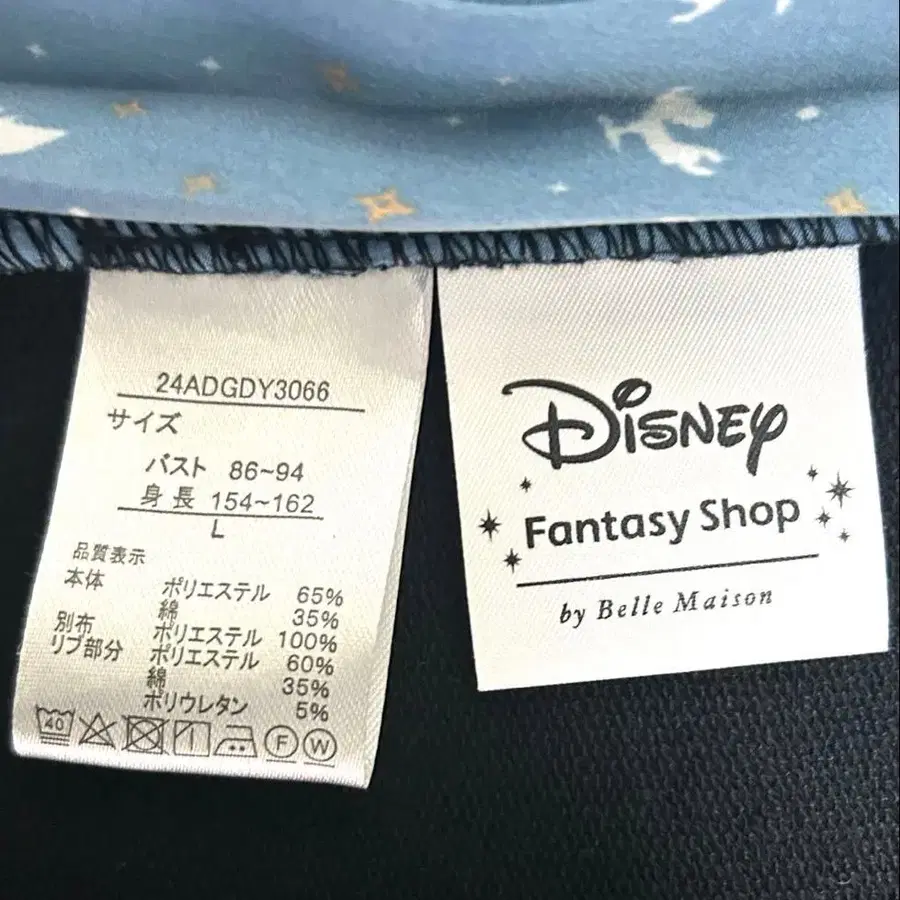 24ADGDY3066
サイズ
バスト 86~94
身長 154~162
L
品質表示
本体 ポリエステル 65%
綿 35%
別布 ポリエステル 100%
リブ部分 ポリエステル 60%
綿 35%
ポリウレタン 5%
40 F W
Disney
Fantasy Shop
by Belle Maison